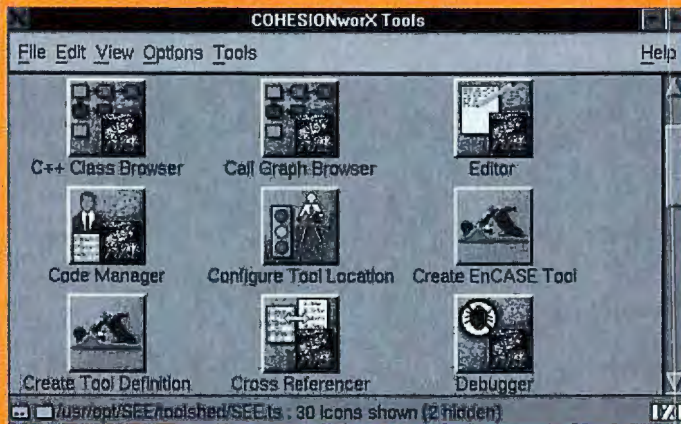 COHESIONworX Tools
File Edit View Options Tools Help
C++ Class Browser Call Graph Browser Editor
Code Manager Configure Tool Location Create EnCASE Tool
Create Tool Definition Cross Referencer Debugger
/usr/opt/SEE/toolshed/SEE.ts : 30 Icons shown (2 hidden)